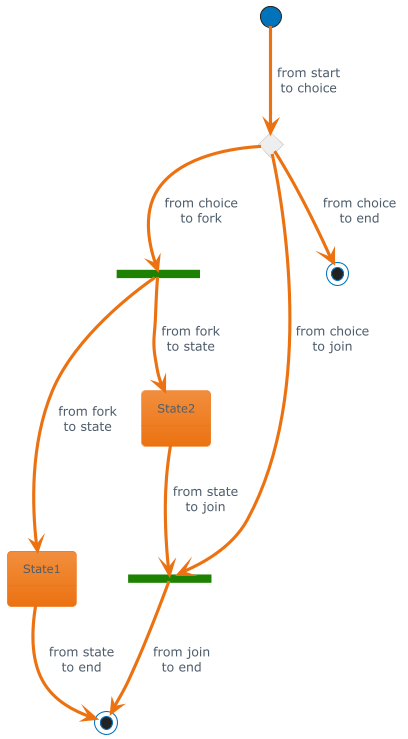 from start
to choice
from choice
to fork
from choice
to end
from fork
to state
from choice
to join
State2
from fork
to state
from state
to join
State1
from state
to end
from join
to end